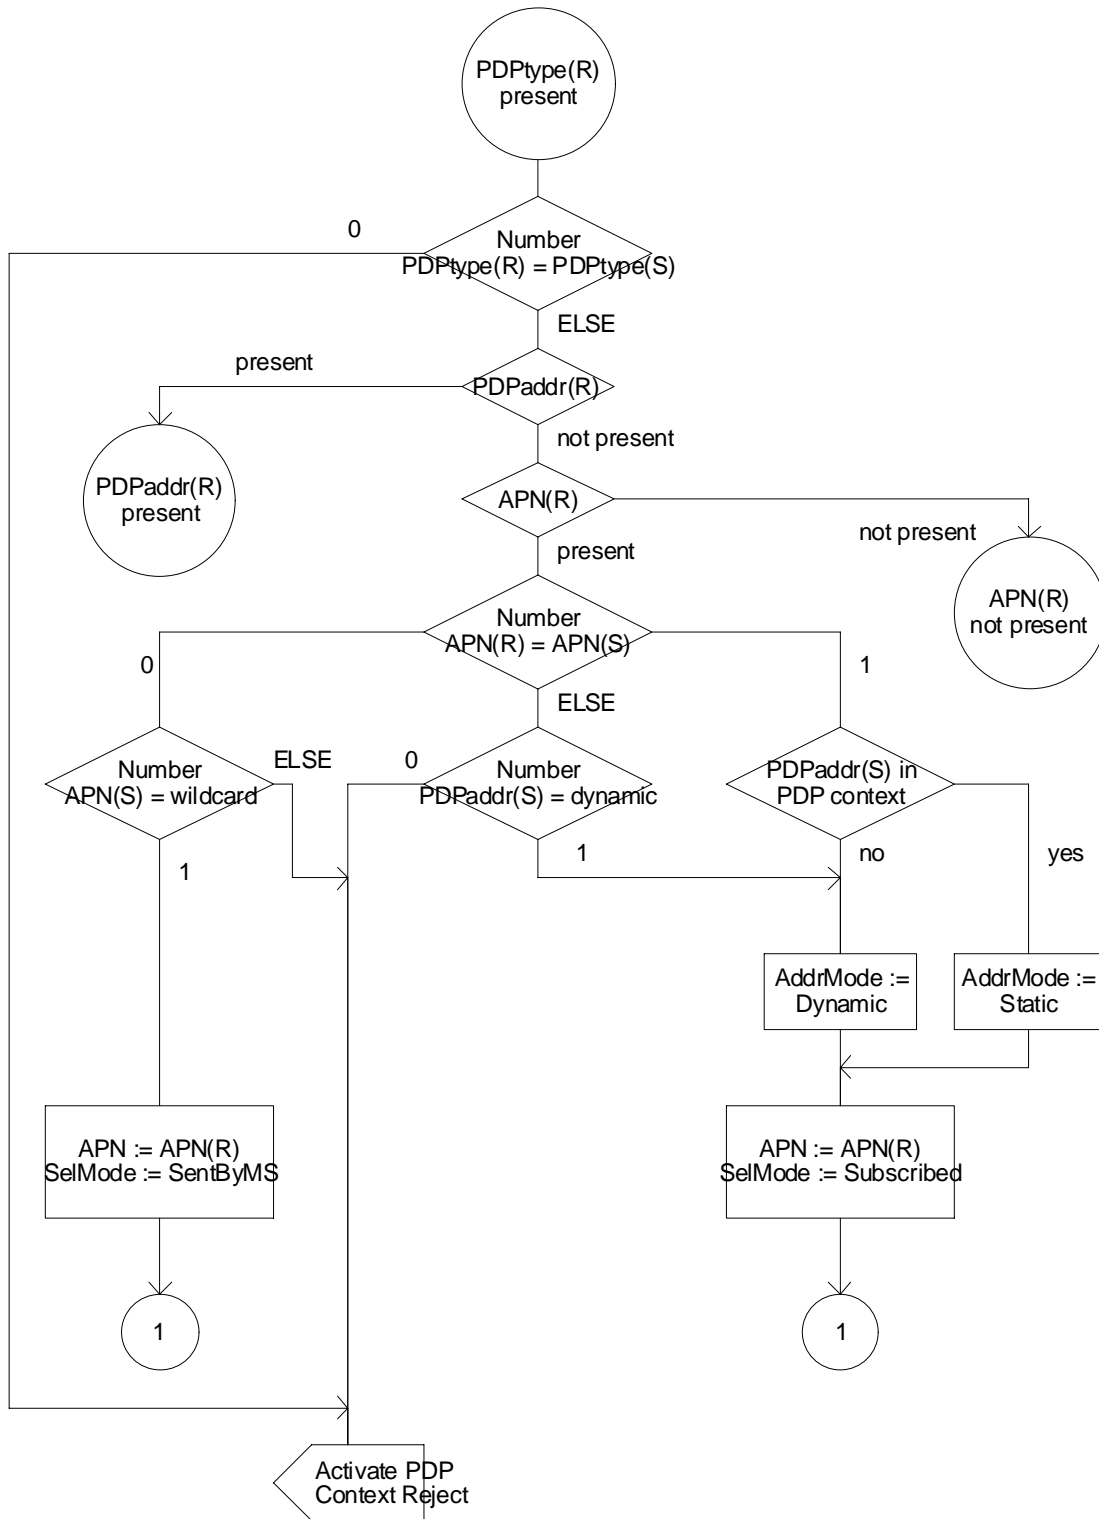 PDPtype(R)
present
0
Number
PDPtype(R) = PDPtype(S)
ELSE
present
PDPaddr(R)
not present
PDPaddr(R)
present
APN(R)
not present
present
APN(R)
not present
Number
APN(R) = APN(S)
0
1
ELSE
Number
APN(S) = wildcard
ELSE
0
Number
PDPaddr(S) = dynamic
PDPaddr(S) in
PDP context
1
1
no
yes
AddrMode :=
Dynamic
AddrMode :=
Static
APN := APN(R)
SelMode := SentByMS
APN := APN(R)
SelMode := Subscribed
1
1
Activate PDP
Context Reject